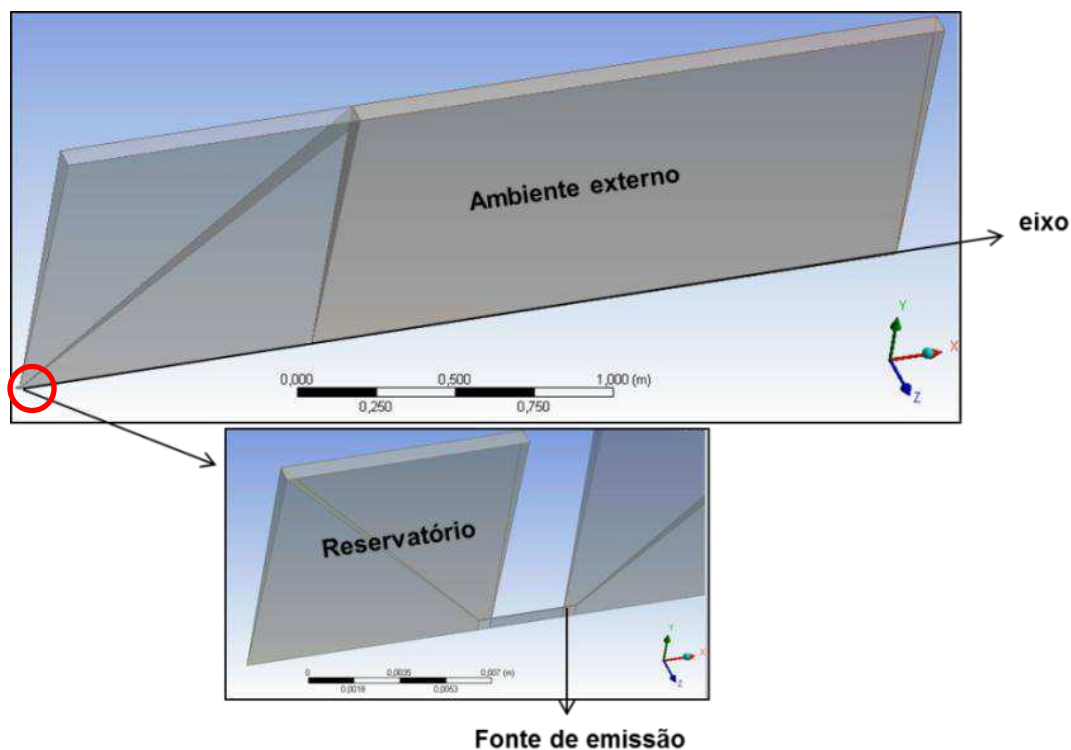 Ambiente externo
eixo
Y
X
Z
0,000 0,500 1,000 (m)
0,250 0,750
Reservatório
Y
X
Z
0 0,0035 0,007 (m)
0,0018 0,0053
Fonte de emissão